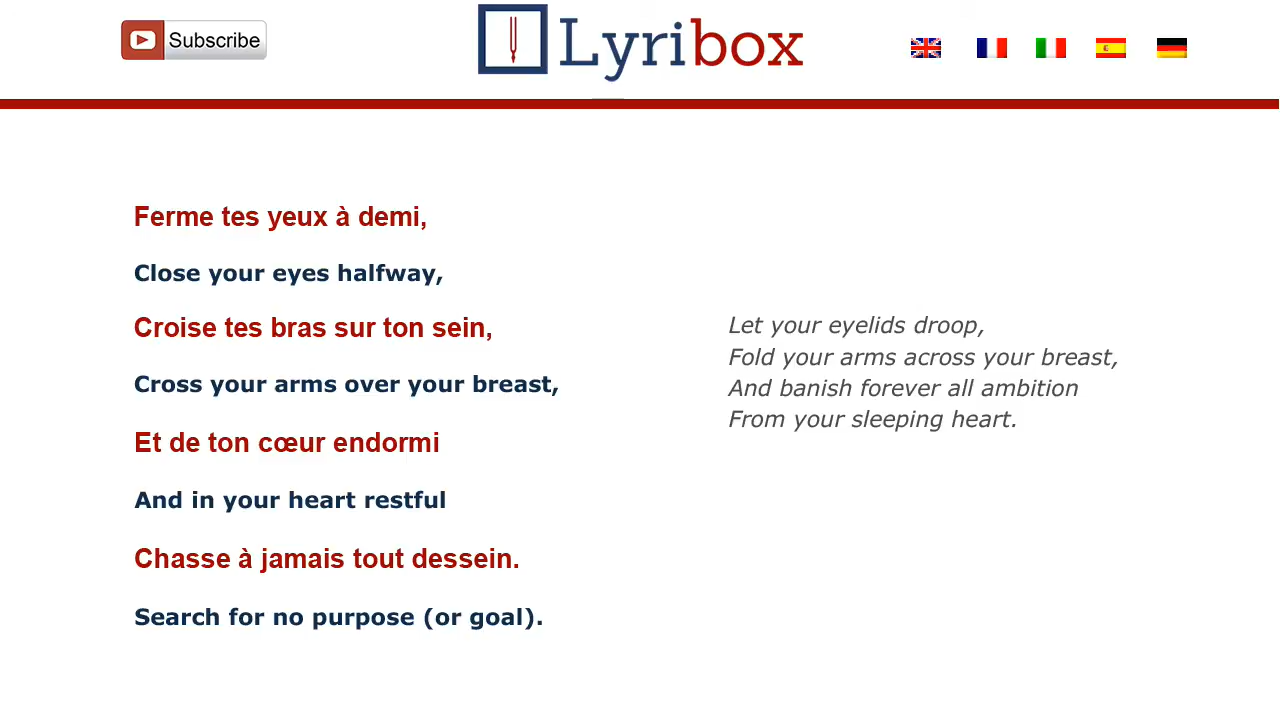 Subscribe
Lyribox
Ferme tes yeux à demi,
Close your eyes halfway,
Croise tes bras sur ton sein,
Cross your arms over your breast,
Et de ton cœur endormi
And in your heart restful
Chasse à jamais tout dessein.
Search for no purpose (or goal).
Let your eyelids droop,
Fold your arms across your breast,
And banish forever all ambition
From your sleeping heart.